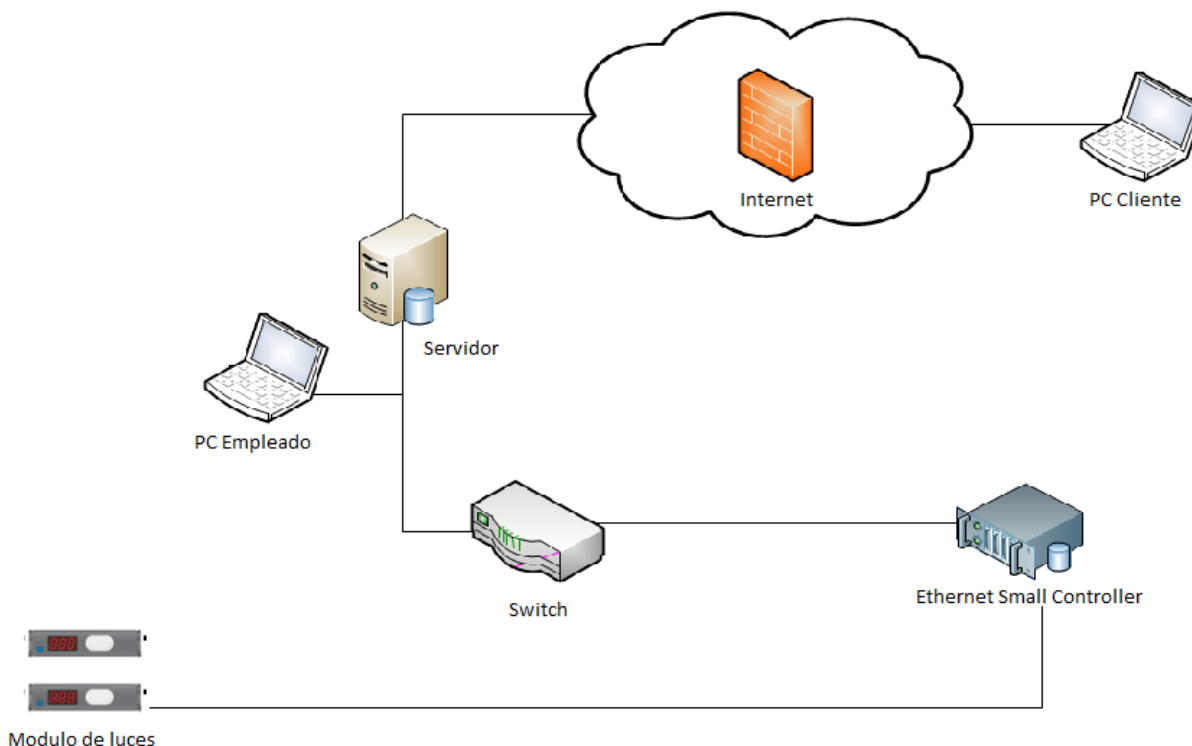 Internet
PC Cliente
Servidor
PC Empleado
Switch
Ethernet Small Controller
Modulo de luces